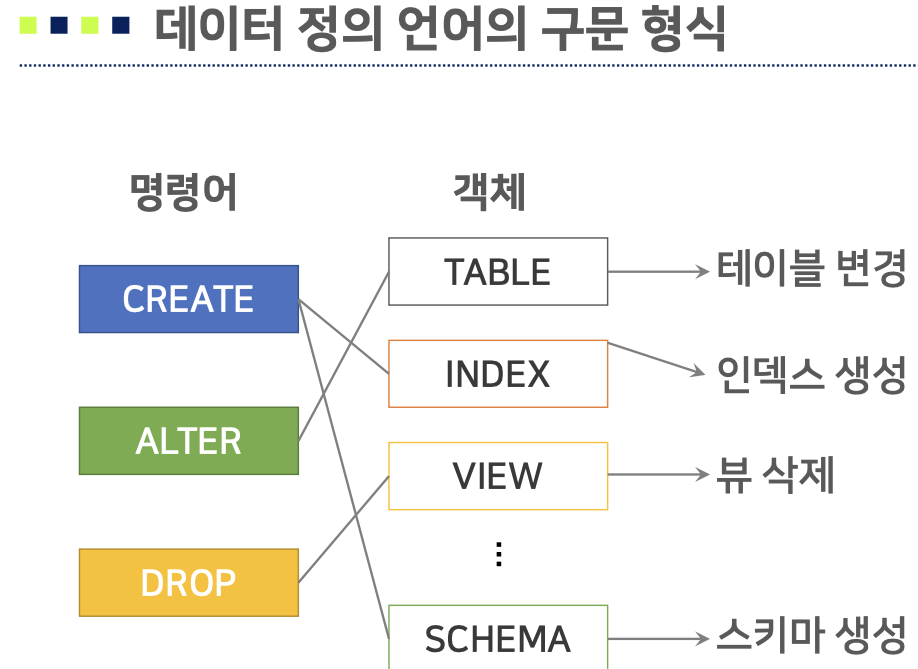 데이터 정의 언어의 구문 형식
명령어
객체
CREATE
ALTER
DROP
TABLE
INDEX
VIEW
⋮
SCHEMA
테이블 변경
인덱스 생성
뷰 삭제
스키마 생성